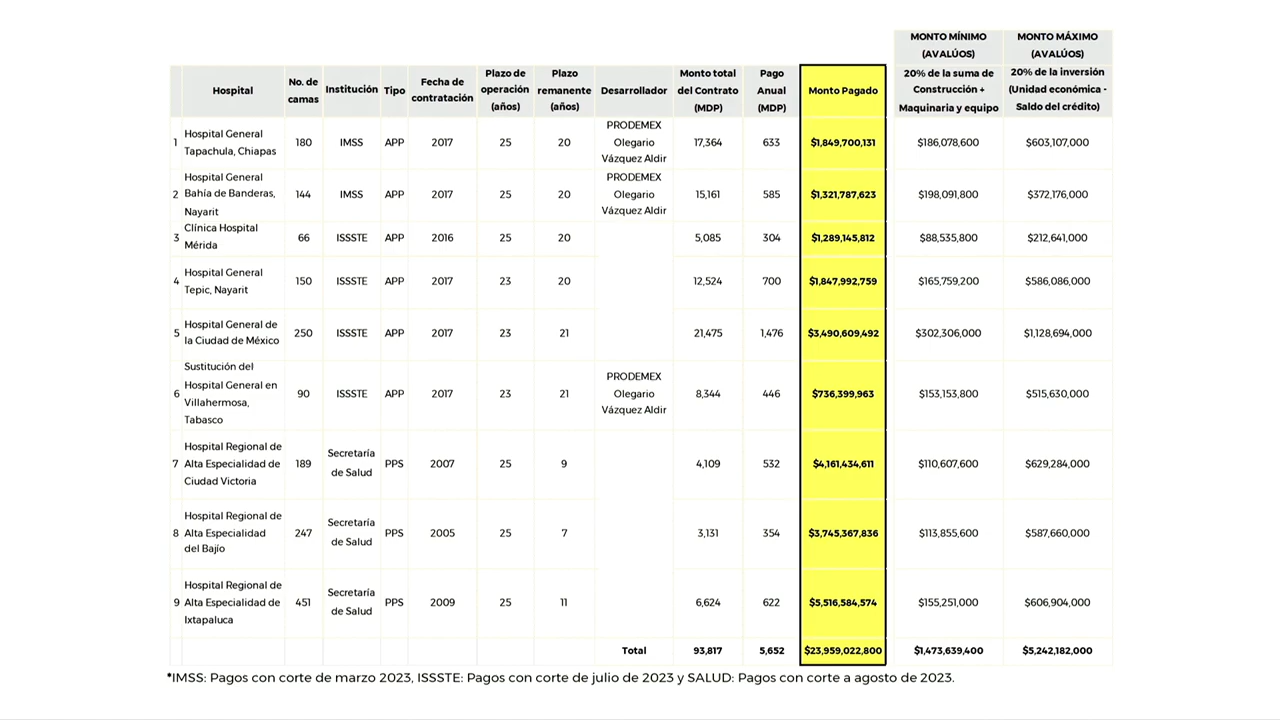 MONTO MÍNIMO
(AVALÚOS)
MONTO MÁXIMO
(AVALÚOS)
Hospital
No. de
camas
Institución
Tipo
Fecha de
contratación
Plazo de
operación
(años)
Plazo
remanente
(años)
Desarrollador
Monto total
del Contrato
(MDP)
Pago
Anual
(MDP)
Monto Pagado
20% de la suma de
Construcción +
Maquinaria y equipo
20% de la inversión
(Unidad económica -
Saldo del crédito)
1
Hospital General
Tapachula, Chiapas
180
IMSS
APP
2017
25
20
PRODEMEX
Olegario
Vázquez Aldir
17,364
633
$1,849,700,131
$186,078,600
$603,107,000
2
Hospital General
Bahía de Banderas,
Nayarit
144
IMSS
APP
2017
25
20
PRODEMEX
Olegario
Vázquez Aldir
15,161
585
$1,321,787,623
$198,091,800
$372,176,000
3
Clínica Hospital
Mérida
66
ISSSTE
APP
2016
25
20
5,085
304
$1,289,145,812
$88,535,800
$212,641,000
4
Hospital General
Tepic, Nayarit
150
ISSSTE
APP
2017
23
20
12,524
700
$1,847,992,759
$165,759,200
$586,086,000
5
Hospital General de
la Ciudad de México
250
ISSSTE
APP
2017
23
21
21,475
1,476
$3,490,609,492
$302,306,000
$1,128,694,000
6
Sustitución del
Hospital General en
Villahermosa,
Tabasco
90
ISSSTE
APP
2017
23
21
PRODEMEX
Olegario
Vázquez Aldir
8,344
446
$736,399,963
$153,153,800
$515,630,000
7
Hospital Regional de
Alta Especialidad de
Ciudad Victoria
189
Secretaría
de Salud
PPS
2007
25
9
4,109
532
$4,161,434,611
$110,607,600
$629,284,000
8
Hospital Regional de
Alta Especialidad
del Bajío
247
Secretaría
de Salud
PPS
2005
25
7
3,131
354
$3,745,367,836
$113,855,600
$587,660,000
9
Hospital Regional de
Alta Especialidad de
Ixtapaluca
451
Secretaría
de Salud
PPS
2009
25
11
6,624
622
$5,516,584,574
$155,251,000
$606,904,000
Total
93,817
5,652
$23,959,022,800
$1,473,639,400
$5,242,182,000
*IMSS: Pagos con corte de marzo 2023, ISSSTE: Pagos con corte de julio de 2023 y SALUD: Pagos con corte a agosto de 2023.